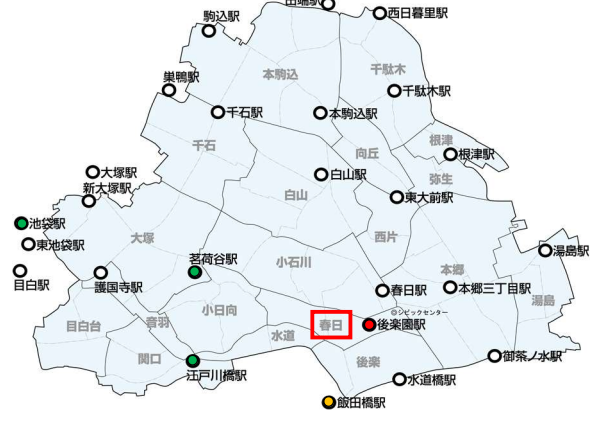 田端駅
駒込駅
西日暮里駅
本駒込
千駄木
巣鴨駅
千駄木駅
千石駅
本駒込駅
千石
根津
向丘
根津駅
大塚駅
白山駅
弥生
新大塚駅
白山
東大前駅
池袋駅
大塚
西片
東池袋駅
茗荷谷駅
小石川
本郷
湯島駅
目白駅
護国寺駅
春日駅
本郷三丁目駅
湯島
小日向
◎シビックセンター
目白台
音羽
春日
後楽園駅
水道
関口
後楽
御茶ノ水駅
江戸川橋駅
水道橋駅
飯田橋駅